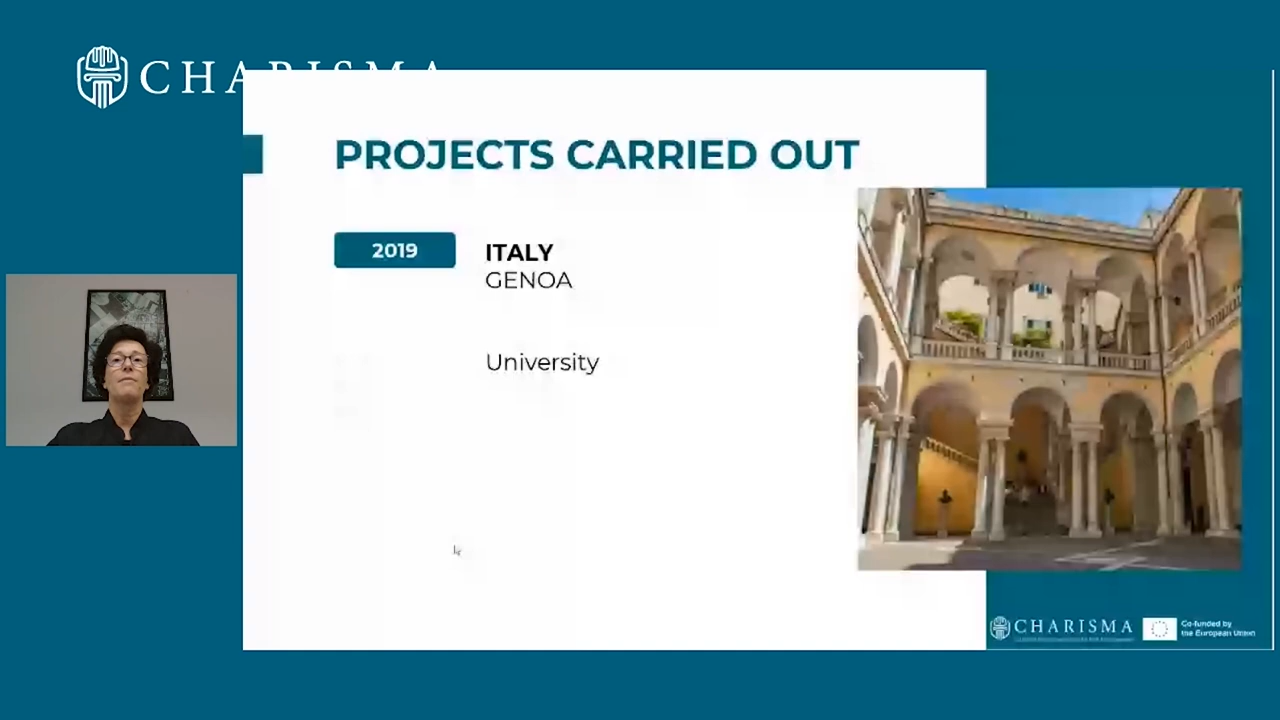 CHARISMA
PROJECTS CARRIED OUT
2019
ITALY
GENOA
University
CHARISMA
Co-funded by
the European Union